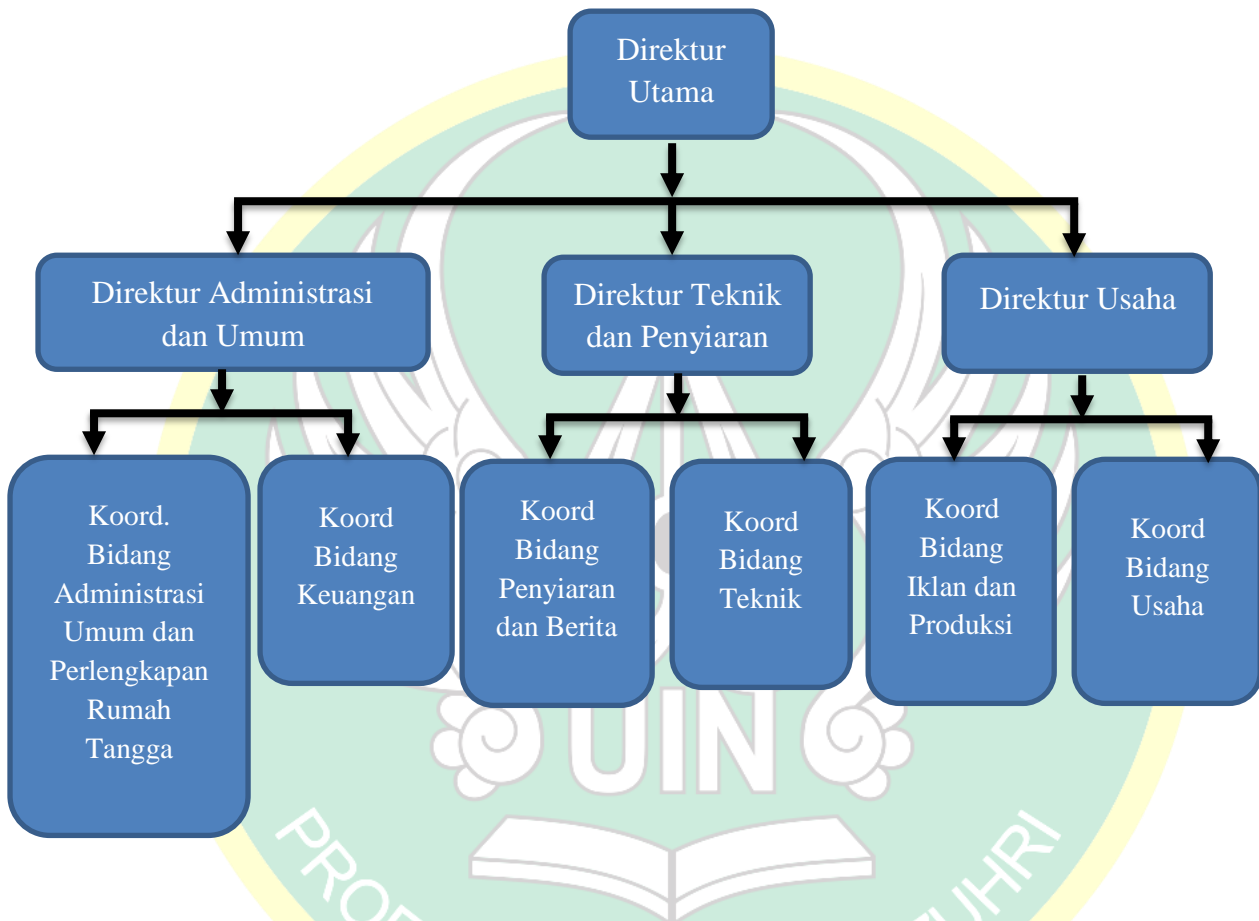 Direktur
Utama
Direktur Administrasi
dan Umum
Direktur Teknik
dan Penyiaran
Direktur Usaha
Koord.
Bidang
Administrasi
Umum dan
Perlengkapan
Rumah
Tangga
Koord
Bidang
Keuangan
Koord
Bidang
Penyiaran
dan Berita
Koord
Bidang
Teknik
Koord
Bidang
Iklan dan
Produksi
Koord
Bidang
Usaha
UIN